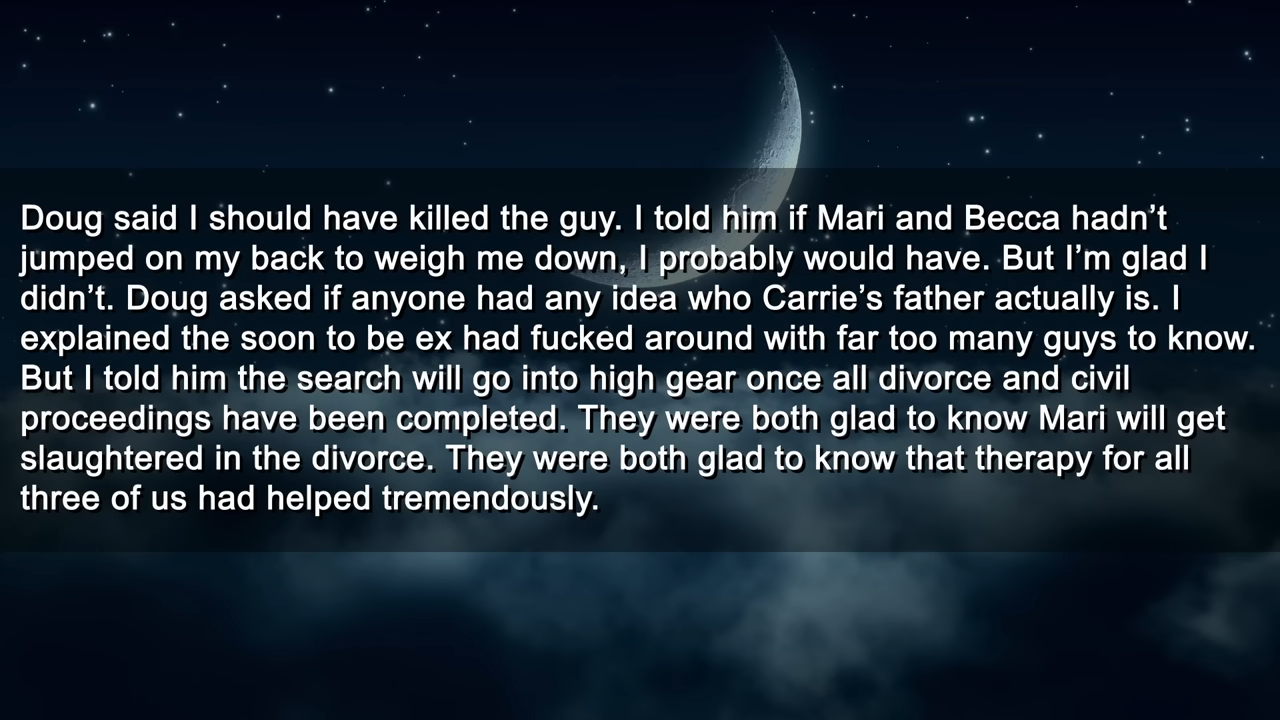 Doug said I should have killed the guy. I told him if Mari and Becca hadn’t
jumped on my back to weigh me down, I probably would have. But I’m glad I
didn’t. Doug asked if anyone had any idea who Carrie’s father actually is. I
explained the soon to be ex had fucked around with far too many guys to know.
But I told him the search will go into high gear once all divorce and civil
proceedings have been completed. They were both glad to know Mari will get
slaughtered in the divorce. They were both glad to know that therapy for all
three of us had helped tremendously.